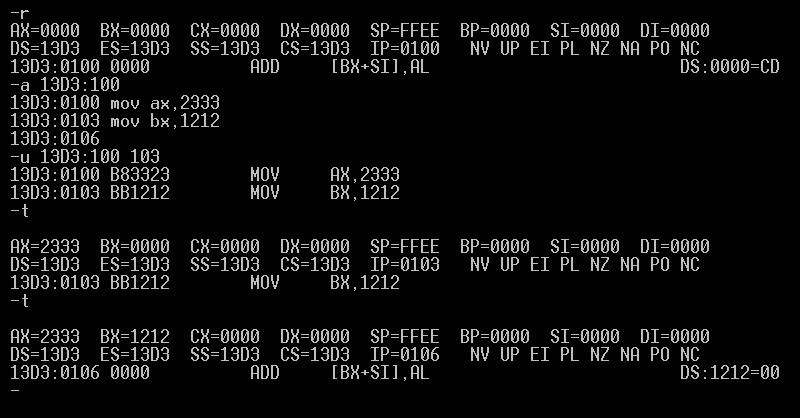 -r
AX=0000  BX=0000  CX=0000  DX=0000  SP=FFEE  BP=0000  SI=0000  DI=0000
DS=13D3  ES=13D3  SS=13D3  CS=13D3  IP=0100   NV UP EI PL NZ NA PO NC
13D3:0100 0000          ADD     [BX+SI],AL                         DS:0000=CD
-a 13D3:100
13D3:0100 mov ax,2333
13D3:0103 mov bx,1212
13D3:0106
-u 13D3:100 103
13D3:0100 B83323        MOV     AX,2333
13D3:0103 BB1212        MOV     BX,1212
-t
AX=2333  BX=0000  CX=0000  DX=0000  SP=FFEE  BP=0000  SI=0000  DI=0000
DS=13D3  ES=13D3  SS=13D3  CS=13D3  IP=0103   NV UP EI PL NZ NA PO NC
13D3:0103 BB1212        MOV     BX,1212
-t
AX=2333  BX=1212  CX=0000  DX=0000  SP=FFEE  BP=0000  SI=0000  DI=0000
DS=13D3  ES=13D3  SS=13D3  CS=13D3  IP=0106   NV UP EI PL NZ NA PO NC
13D3:0106 0000          ADD     [BX+SI],AL                         DS:1212=00
-